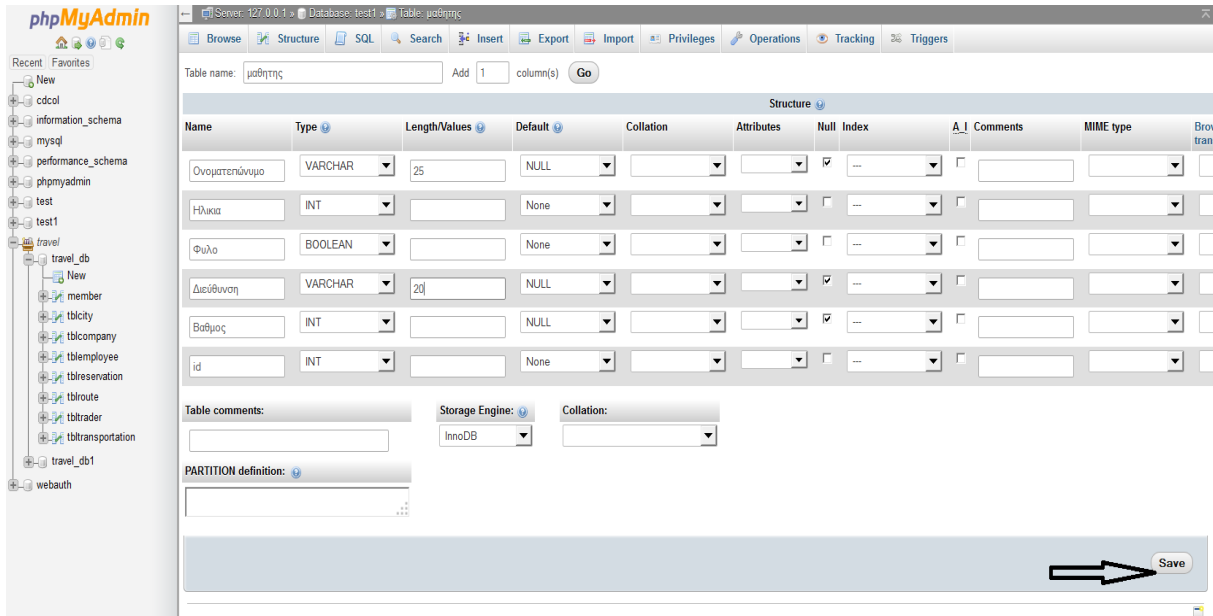 phpMyAdmin
Recent Favorites
New
cdcol
information_schema
mysql
performance_schema
phpmyadmin
test
test1
travel
travel_db
New
member
tblcity
tblcompany
tblemployee
tblreservation
tblroute
tbltrader
tbltransportation
travel_db1
webauth
Server: 127.0.0.1 » Database: test1 » Table: μαθητης
Browse Structure SQL Search Insert Export Import Privileges Operations Tracking Triggers
Table name: μαθητης Add 1 column(s) Go
Structure
Name Type Length/Values Default Collation Attributes Null Index A_I Comments MIME type Brow
tran
Ονοματεπώνυμο VARCHAR 25 NULL ---
Ηλικια INT None ---
Φυλο BOOLEAN None ---
Διεύθυνση VARCHAR 20 NULL ---
Βαθμος INT NULL ---
id INT None ---
Table comments: Storage Engine: Collation:
InnoDB
PARTITION definition:
Save